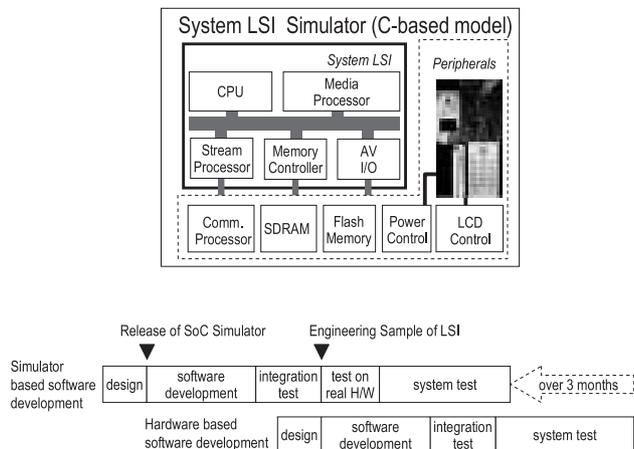 System LSI Simulator (C-based model)
System LSI
Peripherals
CPU
Media
Processor
Stream
Processor
Memory
Controller
AV
I/O
Comm.
Processor
SDRAM
Flash
Memory
Power
Control
LCD
Control
Release of SoC Simulator
Engineering Sample of LSI
Simulator
based software
development
design
software
development
integration
test
test on
real H/W
system test
over 3 months
Hardware based
software development
design
software
development
integration
test
system test